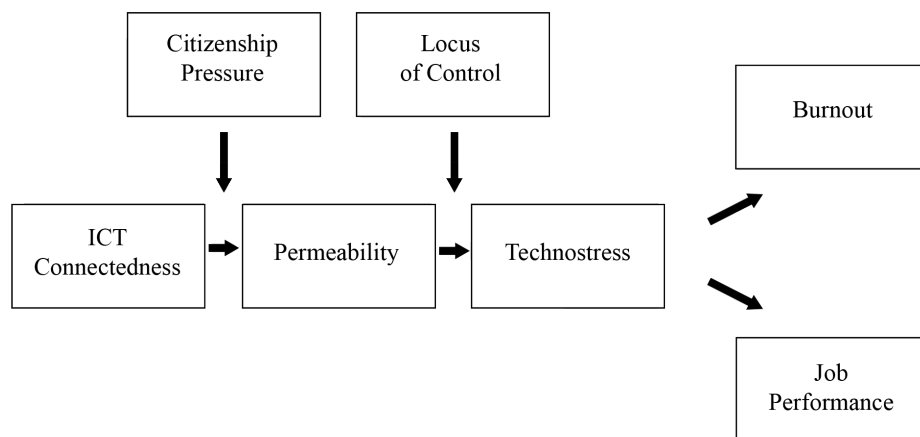 Citizenship
Pressure
Locus
of Control
Burnout
ICT
Connectedness
Permeability
Technostress
Job
Performance